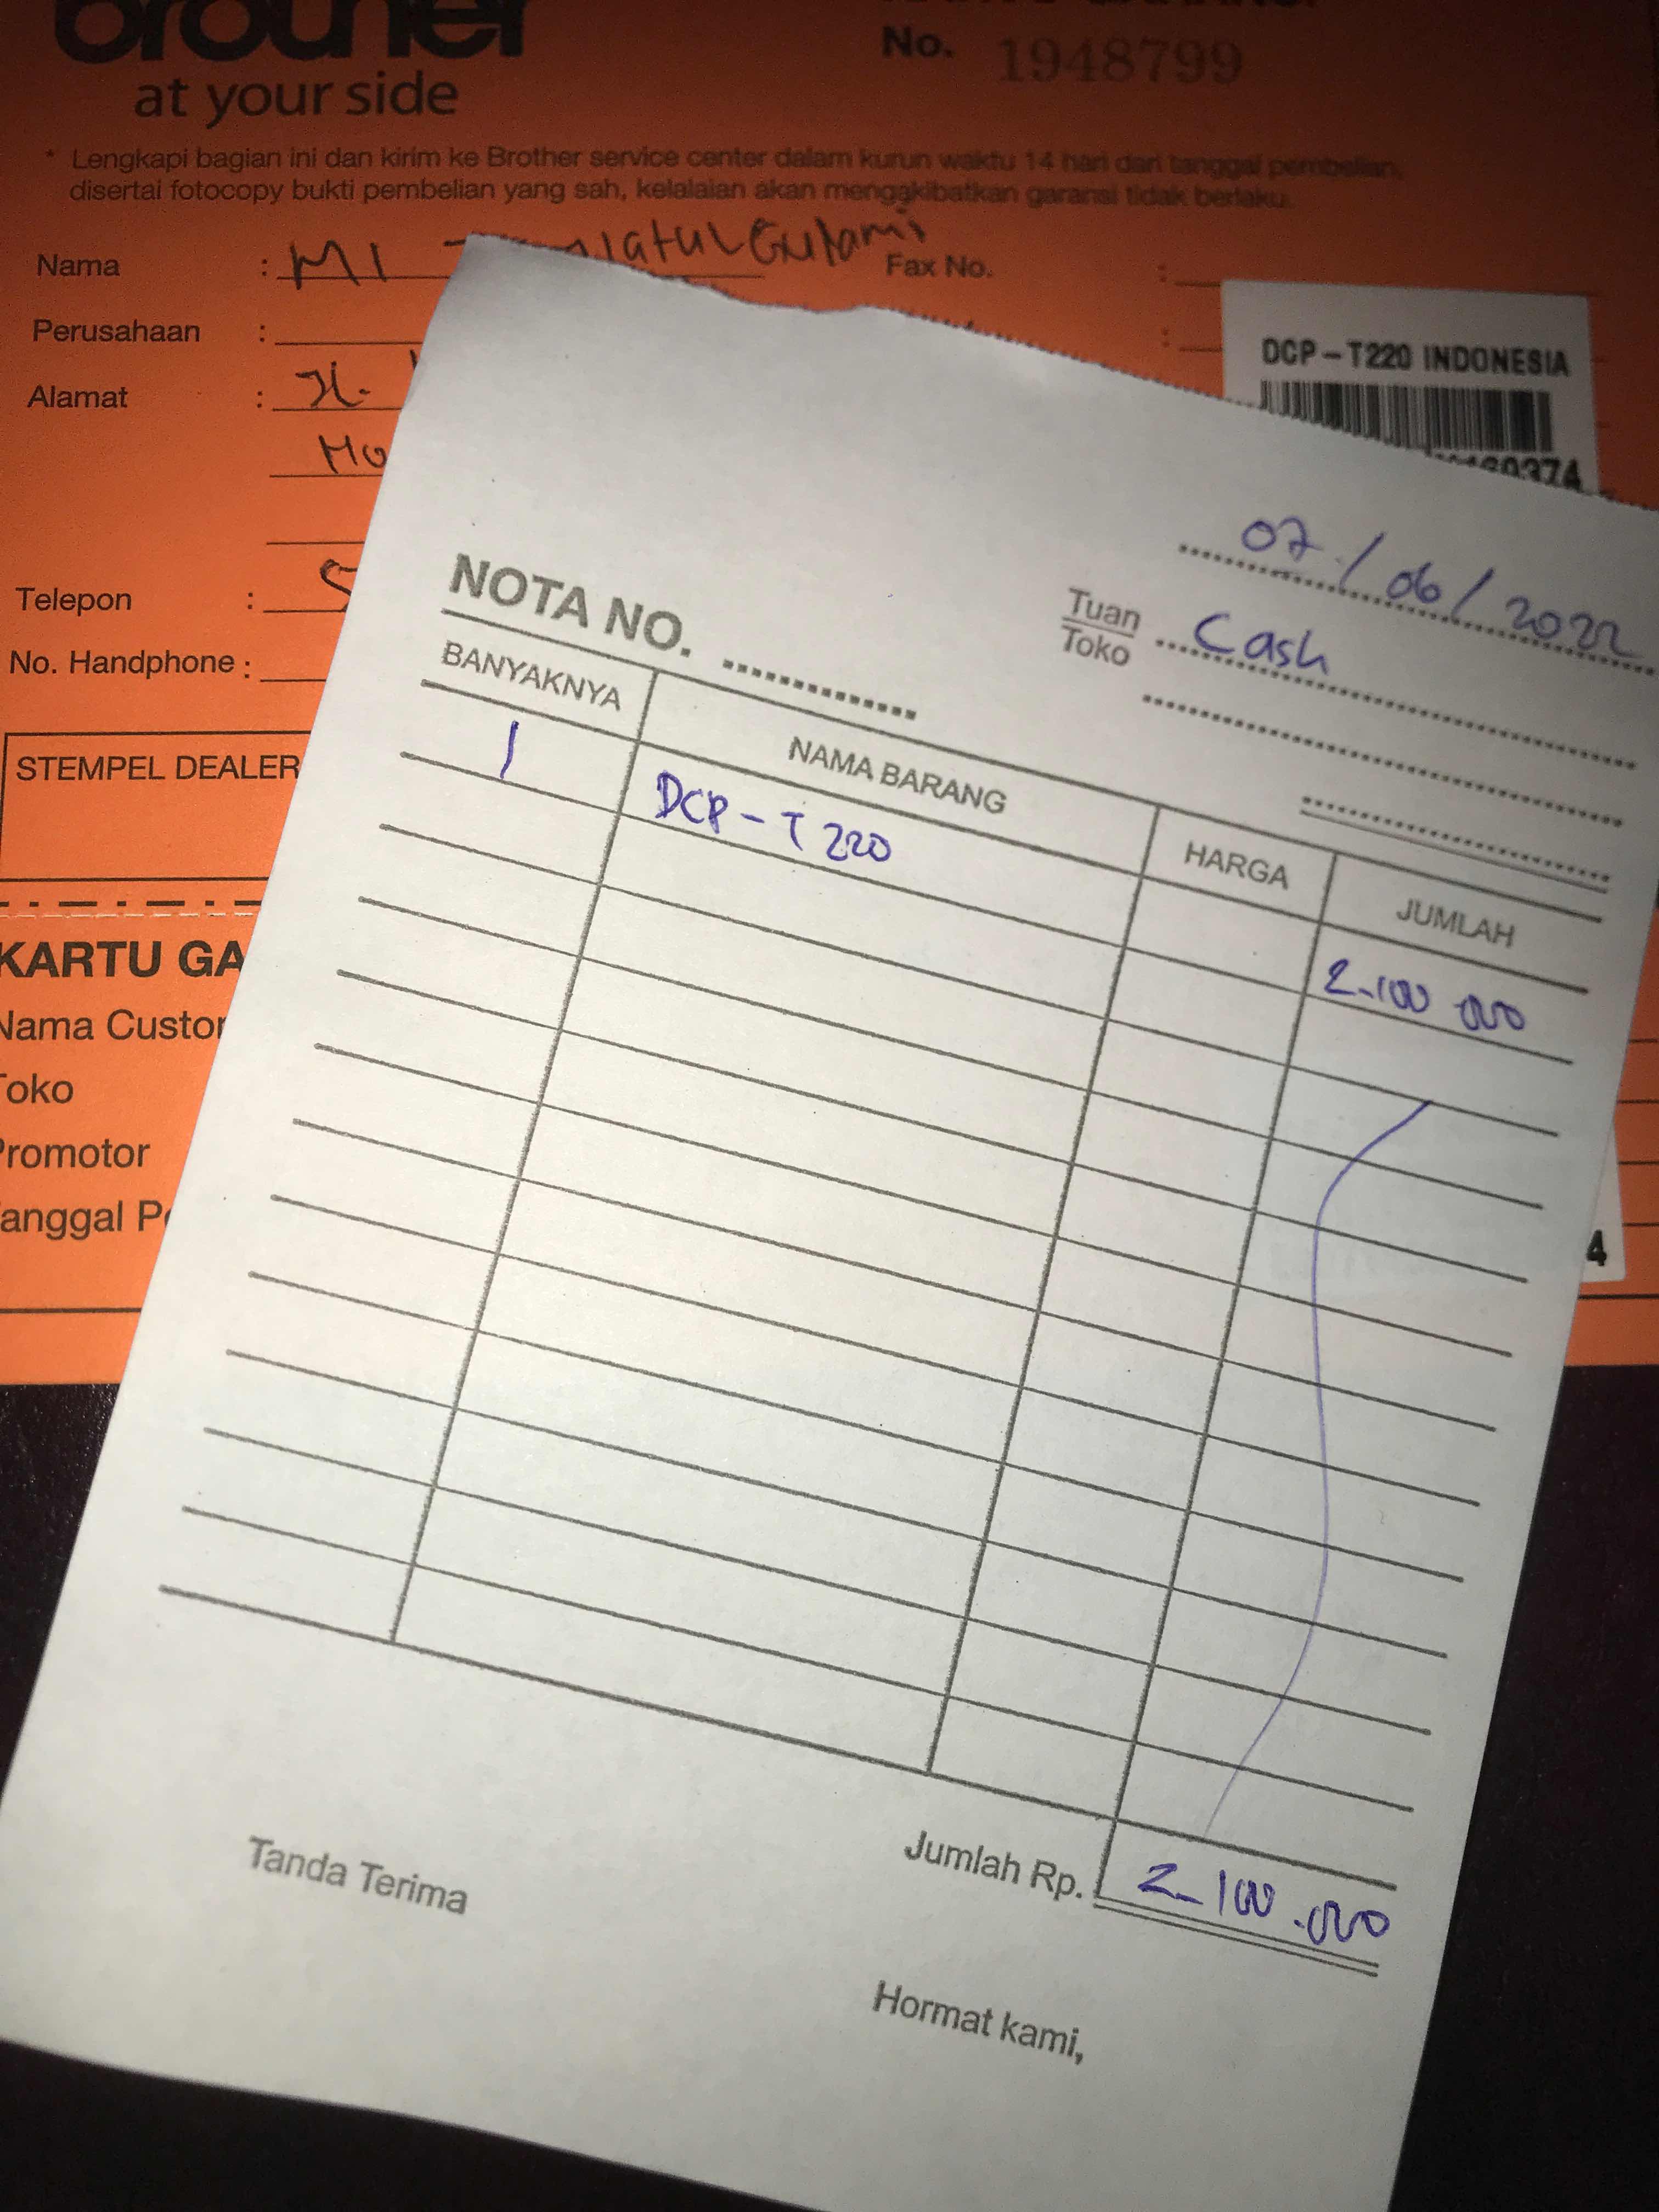 brother
at your side
No. 1948799
* Lengkapi bagian ini dan kirim ke Brother service center dalam kurun waktu 14 hari dari tanggal pembelian,
disertai fotocopy bukti pembelian yang sah, kelalaian akan mengakibatkan garansi tidak berlaku.
Nama : MI
Fax No. :
Perusahaan :
Alamat : Jl.
Telepon :
No. Handphone :
STEMPEL DEALER
DCP-T220 INDONESIA
KARTU GA
Nama Custor
Toko
Promotor
Tanggal P
4
07/06/2022
NOTA NO.
Tuan
Toko
Cash
BANYAKNYA NAMA BARANG HARGA JUMLAH
1 DCP-T220 2.100.000
Jumlah Rp. 2.100.000
Tanda Terima
Hormat kami,